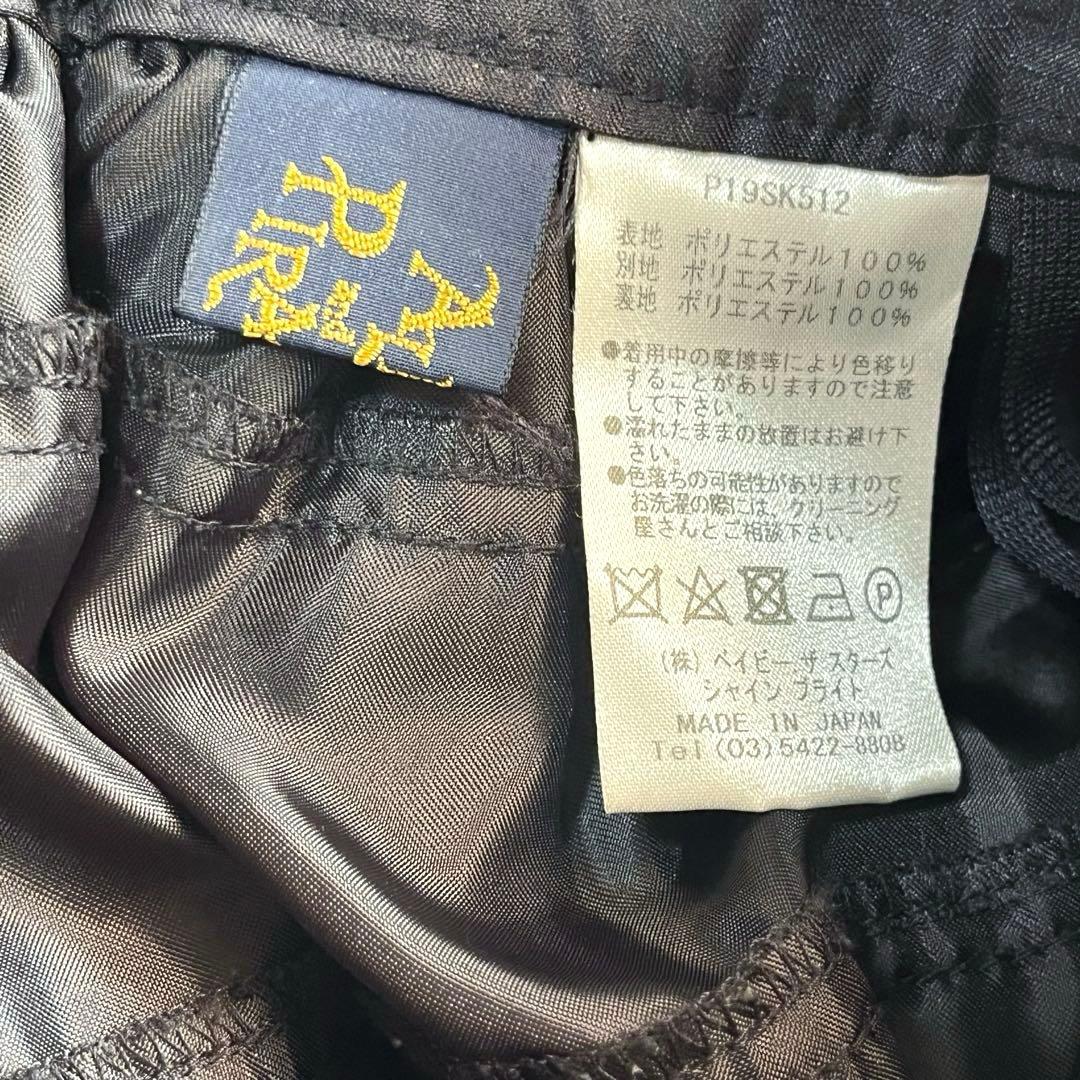 ALICE
and the
PIRATES
P19SK512
表地 ポリエステル100%
別地 ポリエステル100%
裏地 ポリエステル100%
●着用中の摩擦等により色移り
することがありますので注意
して下さい。
●濡れたままの放置はお避け下
さい。
●色落ちの可能性がありますので
お洗濯の際には、クリーニング
屋さんとご相談下さい。
P
(株) ベイビー ザ スターズ
シャイン ブライト
MADE IN JAPAN
Tel (03) 5422-8808